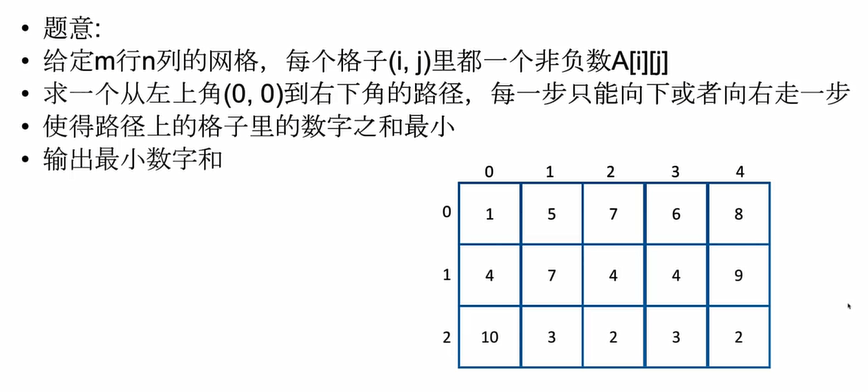 • 题意:
• 给定m行n列的网格，每个格子(i, j)里都一个非负数A[i][j]
• 求一个从左上角(0, 0)到右下角的路径，每一步只能向下或者向右走一步
• 使得路径上的格子里的数字之和最小
• 输出最小数字和
0 1 2 3 4
0 1 5 7 6 8
1 4 7 4 4 9
2 10 3 2 3 2